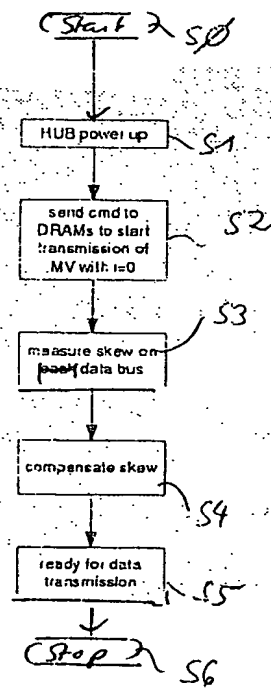 (Start) SØ
HUB power up S1
send cmd to
DRAMs to start S2
transmission of
MV with i=0
S3
measure skew on
data bus
compensate skew
S4
ready for data
transmission S5
(Stop) S6